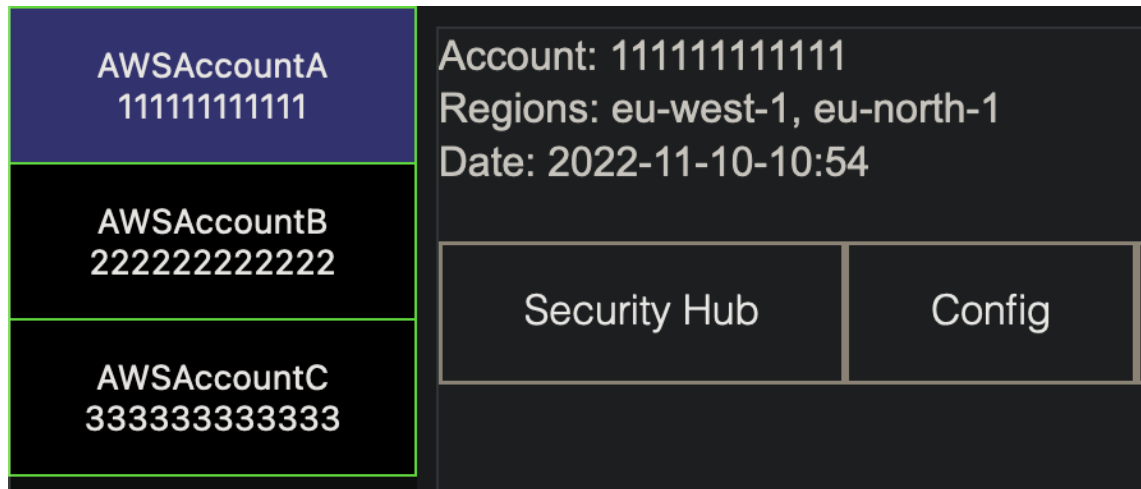 AWSAccountA
111111111111
AWSAccountB
222222222222
AWSAccountC
333333333333
Account: 111111111111
Regions: eu-west-1, eu-north-1
Date: 2022-11-10-10:54
Security Hub
Config